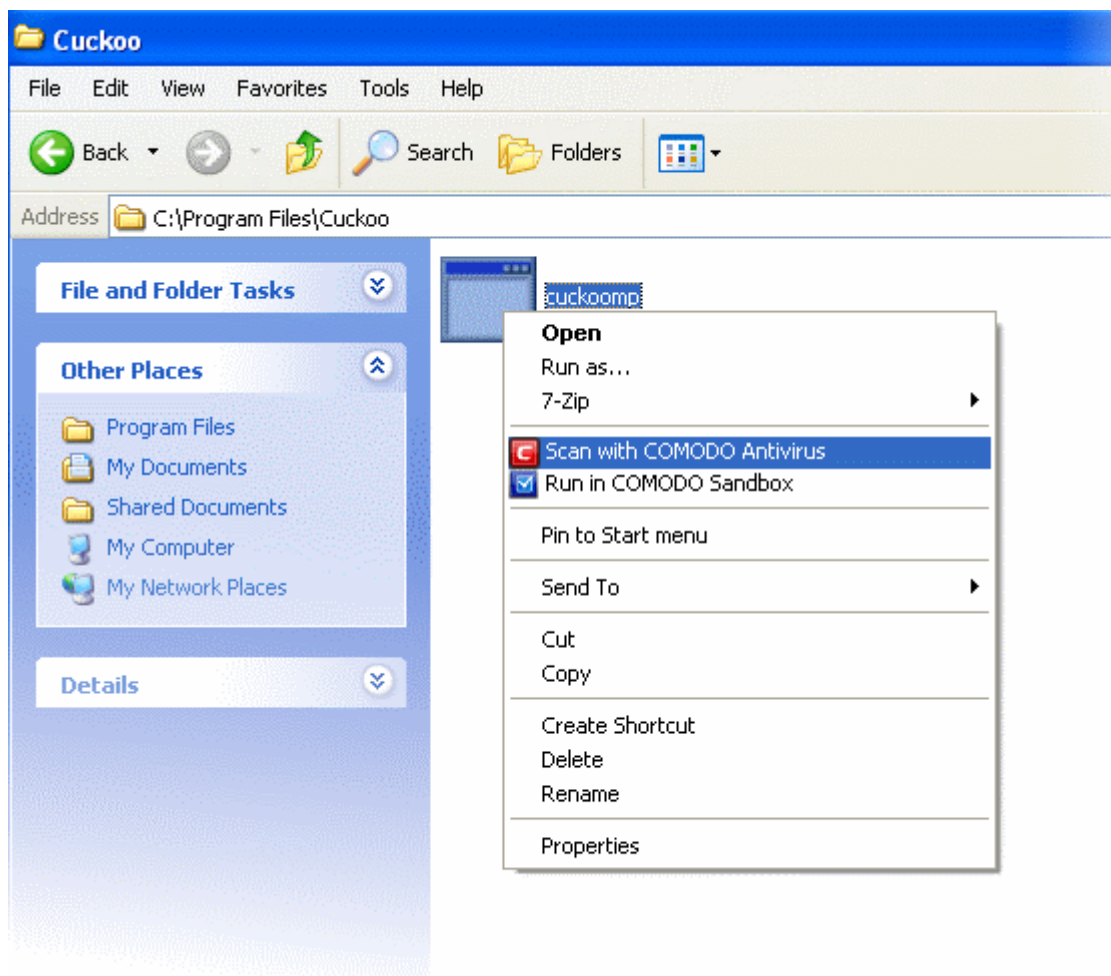 Cuckoo
File Edit View Favorites Tools Help
Back Search Folders
Address C:\Program Files\Cuckoo
File and Folder Tasks
cuckoomp
Other Places
Program Files
My Documents
Shared Documents
My Computer
My Network Places
Details
Open
Run as...
7-Zip
Scan with COMODO Antivirus
Run in COMODO Sandbox
Pin to Start menu
Send To
Cut
Copy
Create Shortcut
Delete
Rename
Properties